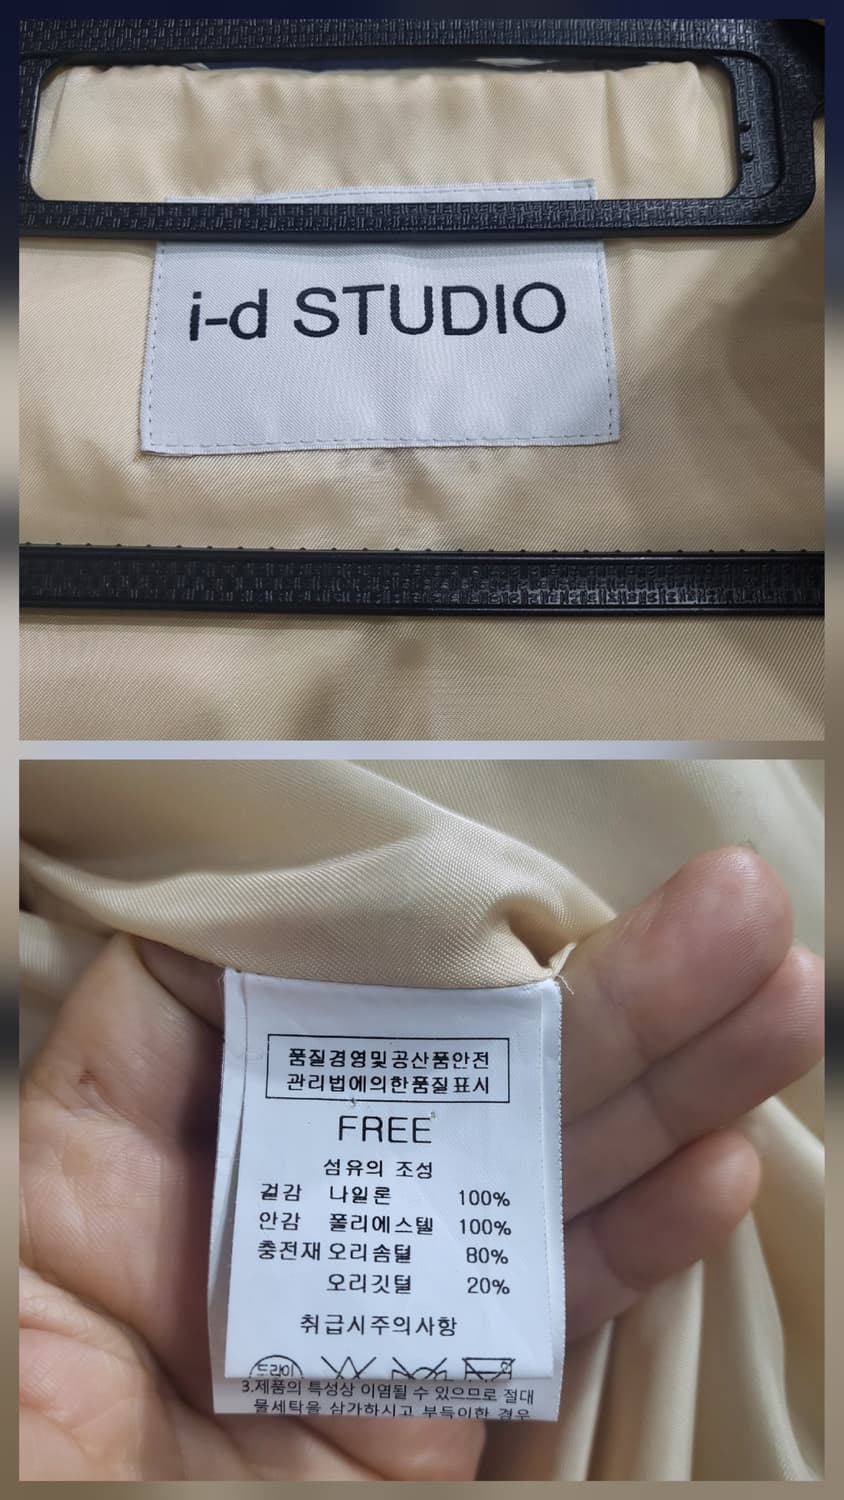 i-d STUDIO
품질경영및공산품안전
관리법에의한품질표시
FREE
섬유의 조성
겉감 나일론 100%
안감 폴리에스텔 100%
충전재 오리솜털 80%
오리깃털 20%
취급시주의사항
드라이
3.제품의 특성상 이염될 수 있으므로 절대
물세탁을 삼가하시고 부득이한 경우